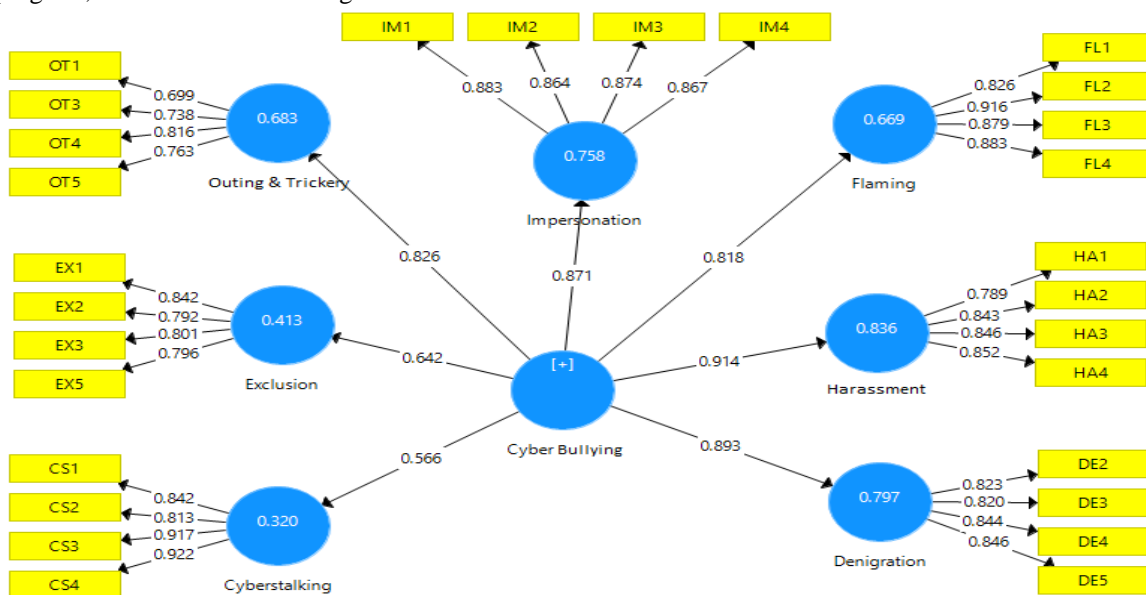 IM1
IM2
IM3
IM4
0.883
0.864
0.874
0.867
0.758
Impersonation
OT1
OT3
OT4
OT5
0.699
0.738
0.816
0.763
0.683
Outing & Trickery
FL1
FL2
FL3
FL4
0.826
0.916
0.879
0.883
0.669
Flaming
0.826
0.871
0.818
EX1
EX2
EX3
EX5
0.842
0.792
0.801
0.796
0.413
Exclusion
0.642
[+]
Cyber Bullying
0.914
HA1
HA2
HA3
HA4
0.789
0.843
0.846
0.852
0.836
Harassment
0.566
0.893
CS1
CS2
CS3
CS4
0.842
0.813
0.917
0.922
0.320
Cyberstalking
DE2
DE3
DE4
DE5
0.823
0.820
0.844
0.846
0.797
Denigration